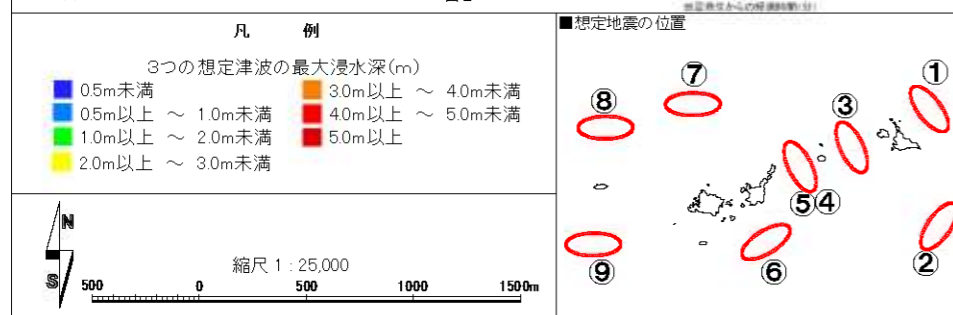 凡 例
3つの想定津波の最大浸水深(m)
0.5m未満
0.5m以上 ～ 1.0m未満
1.0m以上 ～ 2.0m未満
2.0m以上 ～ 3.0m未満
3.0m以上 ～ 4.0m未満
4.0m以上 ～ 5.0m未満
5.0m以上
N
S
縮尺 1 : 25,000
500 0 500 1000 1500m
■想定地震の位置
①
⑦
⑧
③
⑤④
②
⑨
⑥